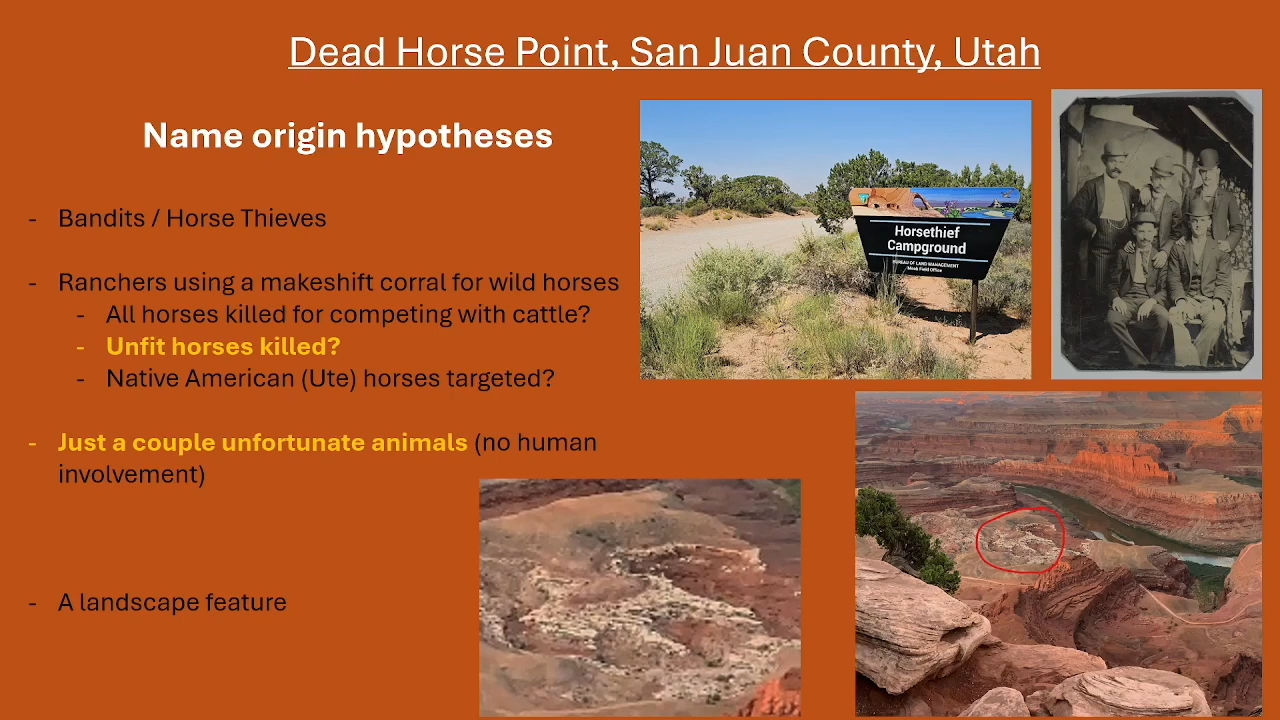 Dead Horse Point, San Juan County, Utah
Name origin hypotheses
- Bandits / Horse Thieves
- Ranchers using a makeshift corral for wild horses
- All horses killed for competing with cattle?
- Unfit horses killed?
- Native American (Ute) horses targeted?
- Just a couple unfortunate animals (no human
involvement)
- A landscape feature
Horsethief
Campground
BUREAU OF LAND MANAGEMENT
Moab Field Office